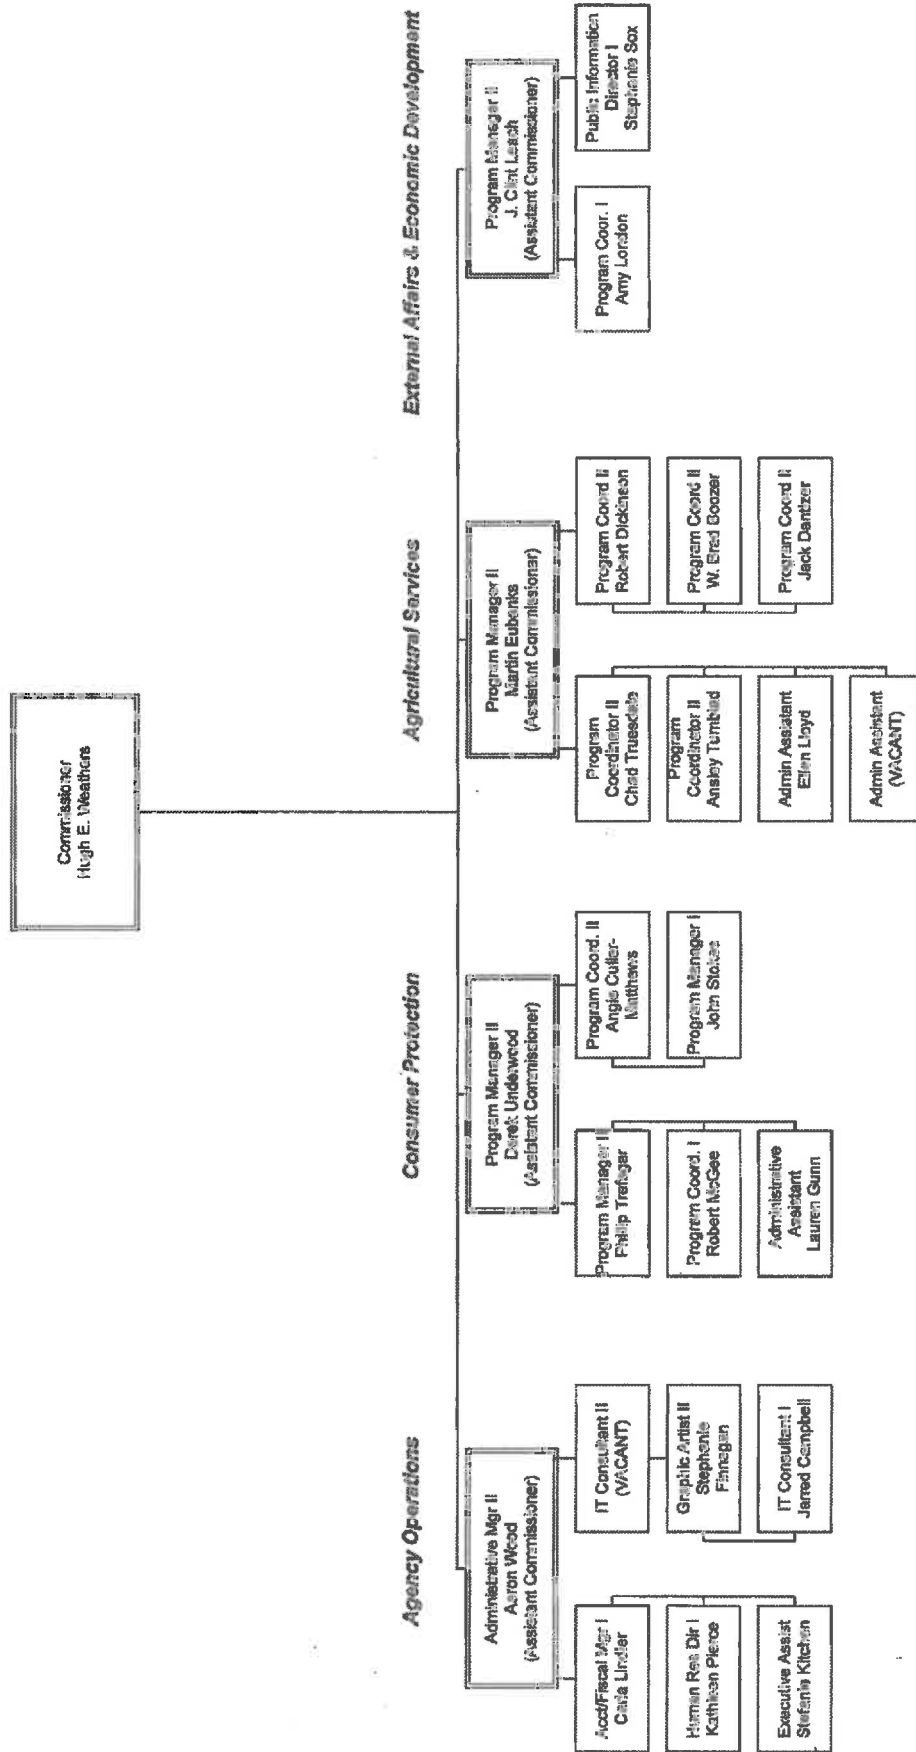 Commissioner
Hugh E. Weathers
Agency Operations
Consumer Protection
Agricultural Services
External Affairs & Economic Development
Administrative Mgr II
Aaron Wood
(Assistant Commissioner)
Program Manager II
Derek Underwood
(Assistant Commissioner)
Program Manager II
Martin Eubanks
(Assistant Commissioner)
Program Manager II
J. Clint Leach
(Assistant Commissioner)
Acct/Fiscal Mgr I
Carla Lindler
Human Res Dir I
Kathleen Pierce
Executive Assist
Stefanie Kitchen
IT Consultant II
(VACANT)
Graphic Artist II
Stephanie
Finnegan
IT Consultant I
Jarred Campbell
Program Manager II
Phillip Trefsgar
Program Coord. I
Robert McGee
Administrative
Assistant
Lauren Gunn
Program Coord. II
Angie Culler-
Matthews
Program Manager I
John Stokes
Program
Coordinator II
Chad Truesdale
Program
Coordinator II
Ansley Turnblad
Admin Assistant
Ellen Lloyd
Admin Assistant
(VACANT)
Program Coord II
Robert Dickinson
Program Coord II
W. Brad Boozer
Program Coord II
Jack Dantzer
Program Coor. I
Amy London
Public Information
Director I
Stephanie Sox